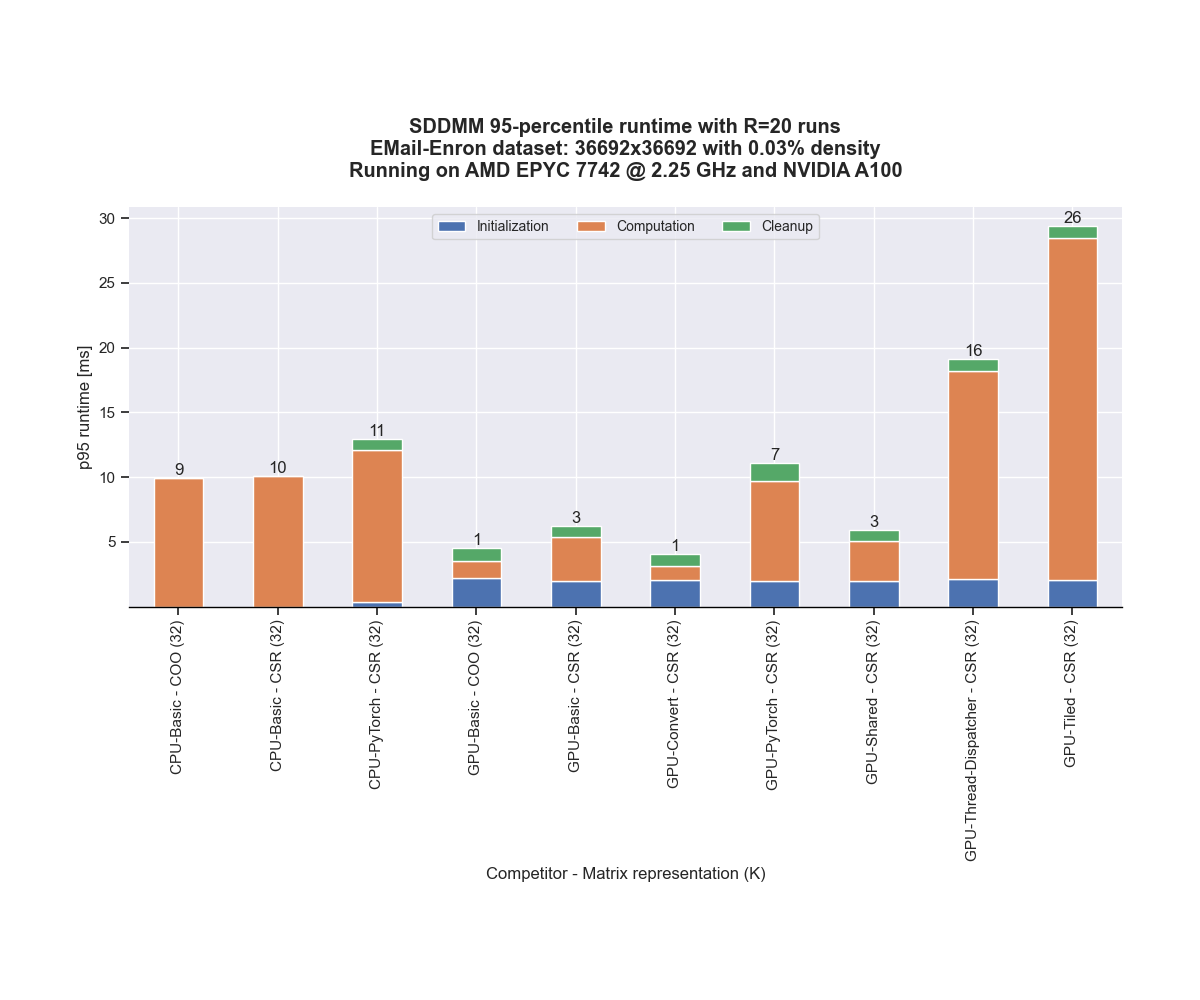 SDDMM 95-percentile runtime with R=20 runs
EMail-Enron dataset: 36692x36692 with 0.03% density
Running on AMD EPYC 7742 @ 2.25 GHz and NVIDIA A100
Initialization Computation Cleanup
p95 runtime [ms]
30
25
20
15
10
5
9
10
11
1
3
1
7
3
16
26
CPU-Basic - COO (32)
CPU-Basic - CSR (32)
CPU-PyTorch - CSR (32)
GPU-Basic - COO (32)
GPU-Basic - CSR (32)
GPU-Convert - CSR (32)
GPU-PyTorch - CSR (32)
GPU-Shared - CSR (32)
GPU-Thread-Dispatcher - CSR (32)
GPU-Tiled - CSR (32)
Competitor - Matrix representation (K)